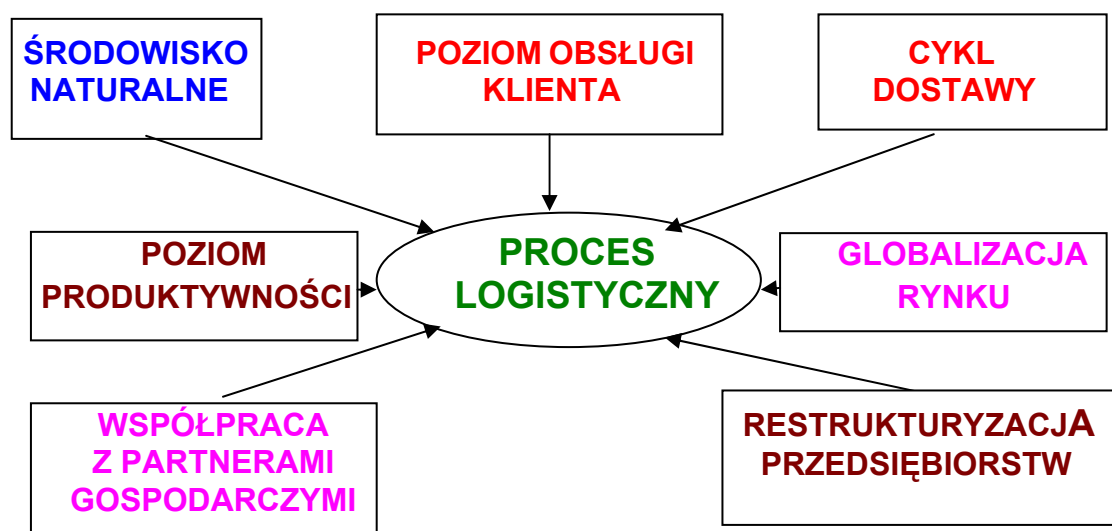 ŚRODOWISKO
NATURALNE
POZIOM OBSŁUGI
KLIENTA
CYKL
DOSTAWY
POZIOM
PRODUKTYWNOŚCI
PROCES
LOGISTYCZNY
GLOBALIZACJA
RYNKU
WSPÓŁPRACA
Z PARTNERAMI
GOSPODARCZYMI
RESTRUKTURYZACJA
PRZEDSIĘBIORSTW